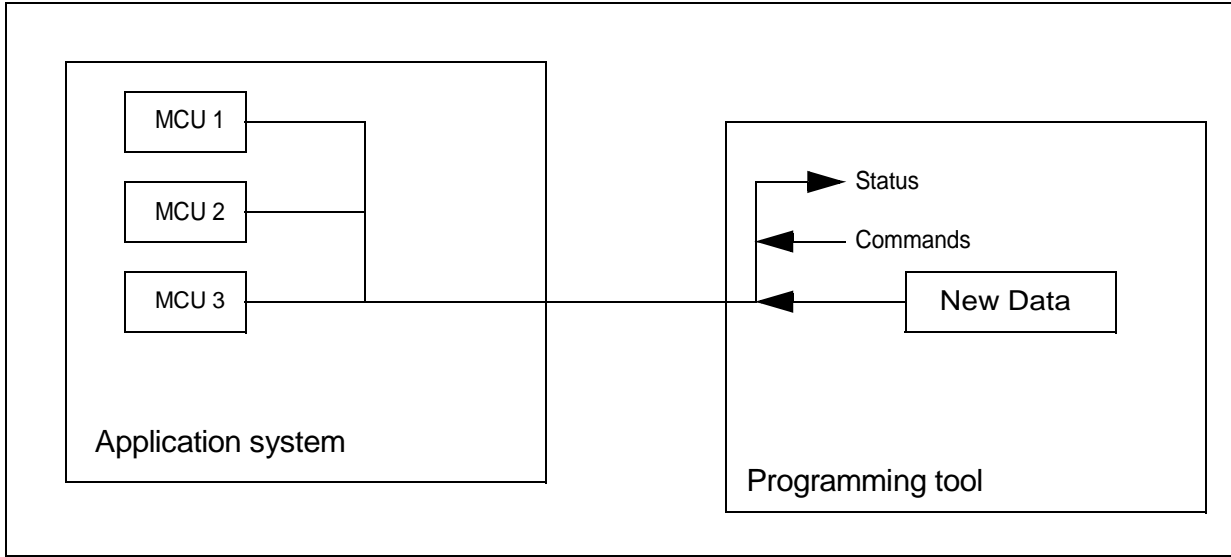 MCU 1
MCU 2
MCU 3
Application system
Status
Commands
New Data
Programming tool